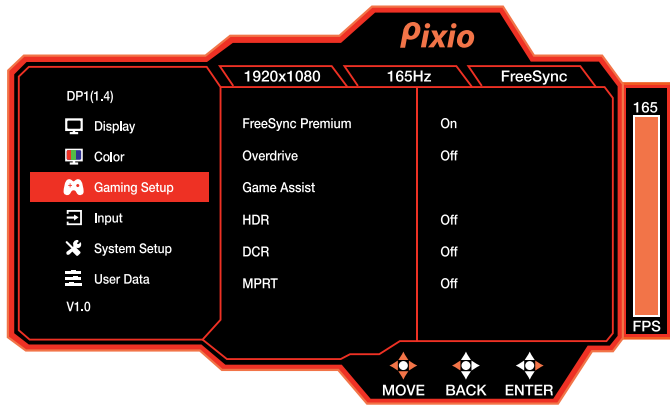 Pixio
1920x1080 165Hz FreeSync
DP1(1.4)
Display
Color
Gaming Setup
Input
System Setup
User Data
V1.0
FreeSync Premium On
Overdrive Off
Game Assist
HDR Off
DCR Off
MPRT Off
165
FPS
MOVE BACK ENTER